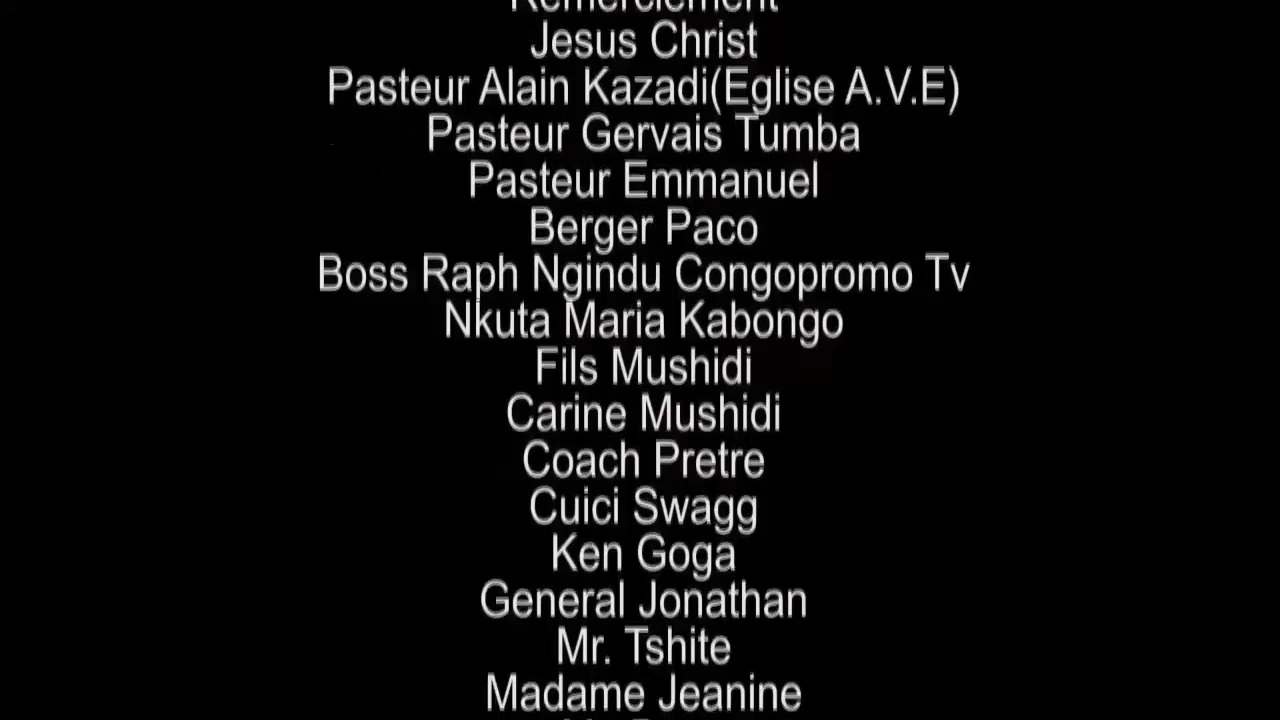 Remerciement
Jesus Christ
Pasteur Alain Kazadi(Eglise A.V.E)
Pasteur Gervais Tumba
Pasteur Emmanuel
Berger Paco
Boss Raph Ngindu Congopromo Tv
Nkuta Maria Kabongo
Fils Mushidi
Carine Mushidi
Coach Pretre
Cuici Swagg
Ken Goga
General Jonathan
Mr. Tshite
Madame Jeanine